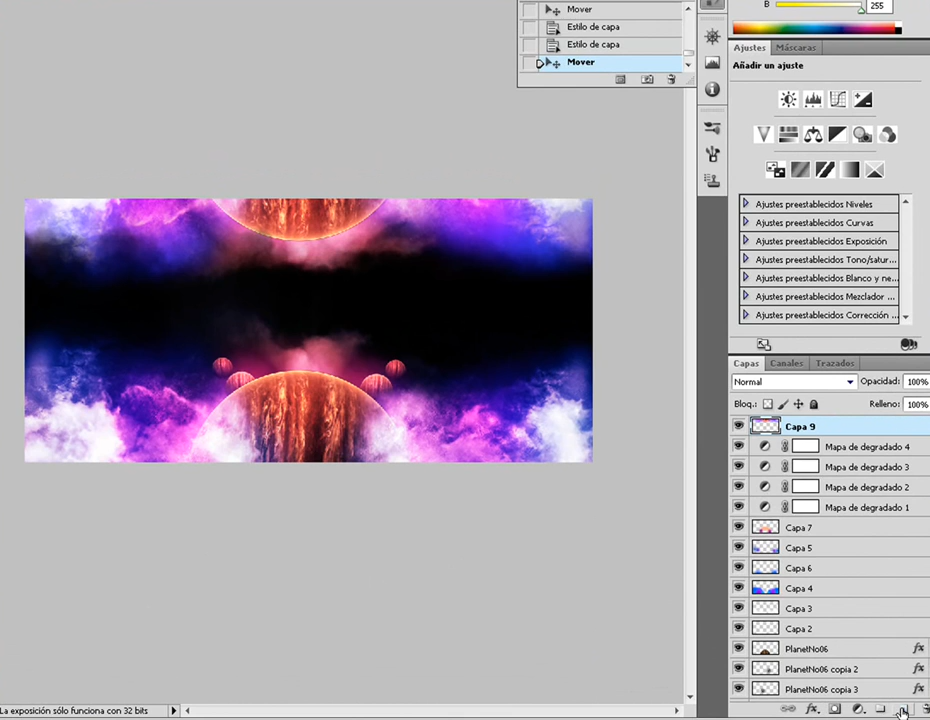 Mover
Estilo de capa
Estilo de capa
Mover
B
255
Ajustes
Máscaras
Añadir un ajuste
Ajustes preestablecidos Niveles
Ajustes preestablecidos Curvas
Ajustes preestablecidos Exposición
Ajustes preestablecidos Tono/satur...
Ajustes preestablecidos Blanco y ne...
Ajustes preestablecidos Mezclador ...
Ajustes preestablecidos Corrección ...
Capas
Canales
Trazados
Normal
Opacidad: 100%
Bloq.:
Relleno: 100%
Capa 9
Mapa de degradado 4
Mapa de degradado 3
Mapa de degradado 2
Mapa de degradado 1
Capa 7
Capa 5
Capa 6
Capa 4
Capa 3
Capa 2
PlanetNo06
fx
PlanetNo06 copia 2
fx
PlanetNo06 copia 3
fx
La exposición sólo funciona con 32 bits
fx.